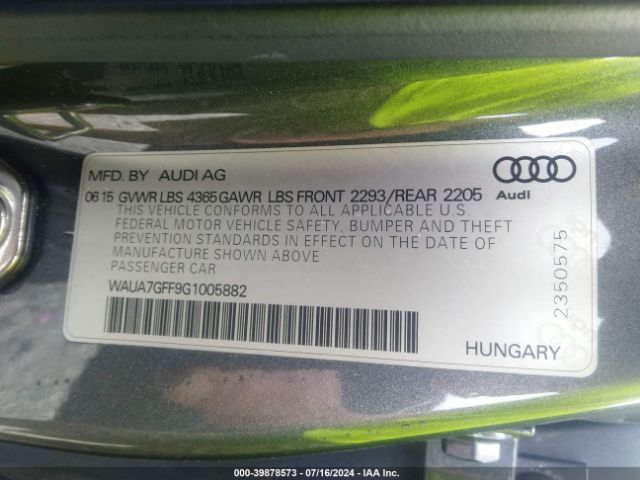 MFD. BY AUDI AG
06 15 GVWR LBS 4365 GAWR LBS FRONT 2293/REAR 2205
Audi
THIS VEHICLE CONFORMS TO ALL APPLICABLE U.S.
FEDERAL MOTOR VEHICLE SAFETY, BUMPER AND THEFT
PREVENTION STANDARDS IN EFFECT ON THE DATE OF
MANUFACTURE SHOWN ABOVE
PASSENGER CAR
WAUA7GFF9G1005882
2350575
HUNGARY
000-39878573 - 07/16/2024 - IAA Inc.